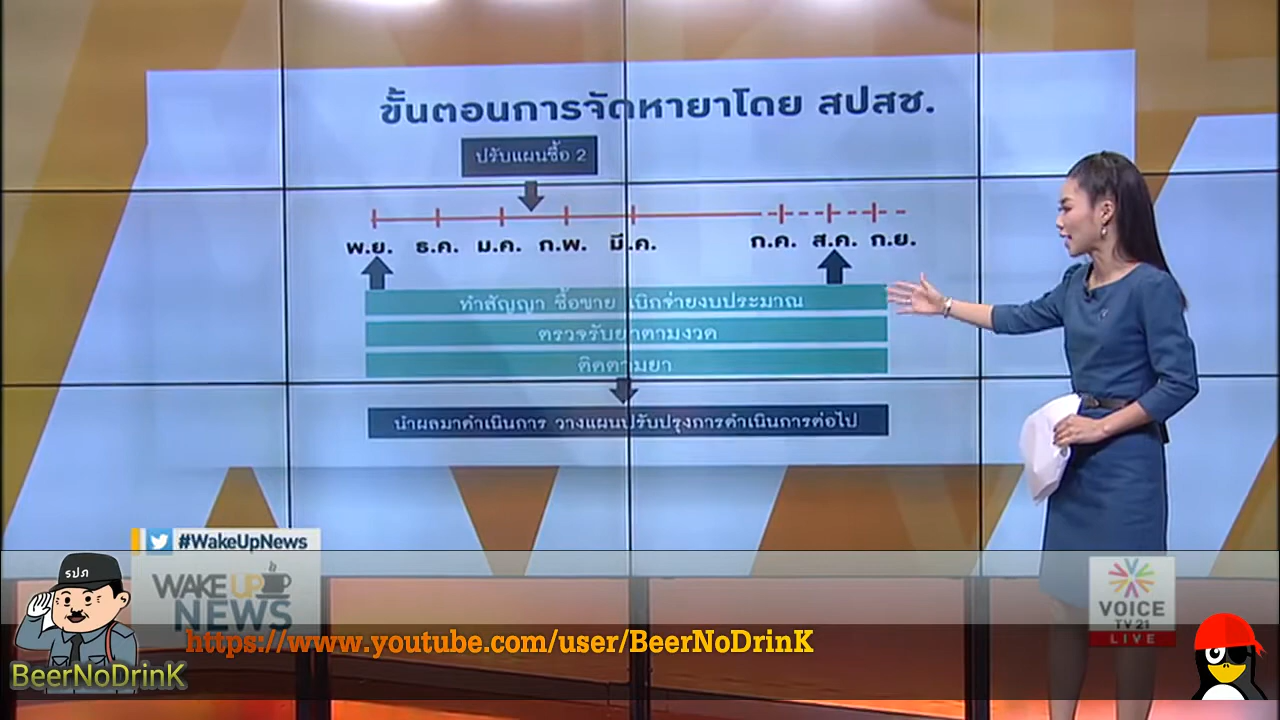 ขั้นตอนการจัดหายาโดย สปสช.
ปรับแผนซื้อ 2
พ.ย. ธ.ค. ม.ค. ก.พ. มี.ค. ก.ค. ส.ค. ก.ย.
ทำสัญญา ซื้อขาย เบิกจ่ายงบประมาณ
ตรวจรับยาตามงวด
ติดตามยา
นำผลมาดำเนินการ วางแผนปรับปรุงการดำเนินการต่อไป
#WakeUpNews
WAKE UP
NEWS
รปภ
VOICE
TV 21
LIVE
https://www.youtube.com/user/BeerNoDrinK
BeerNoDrinK